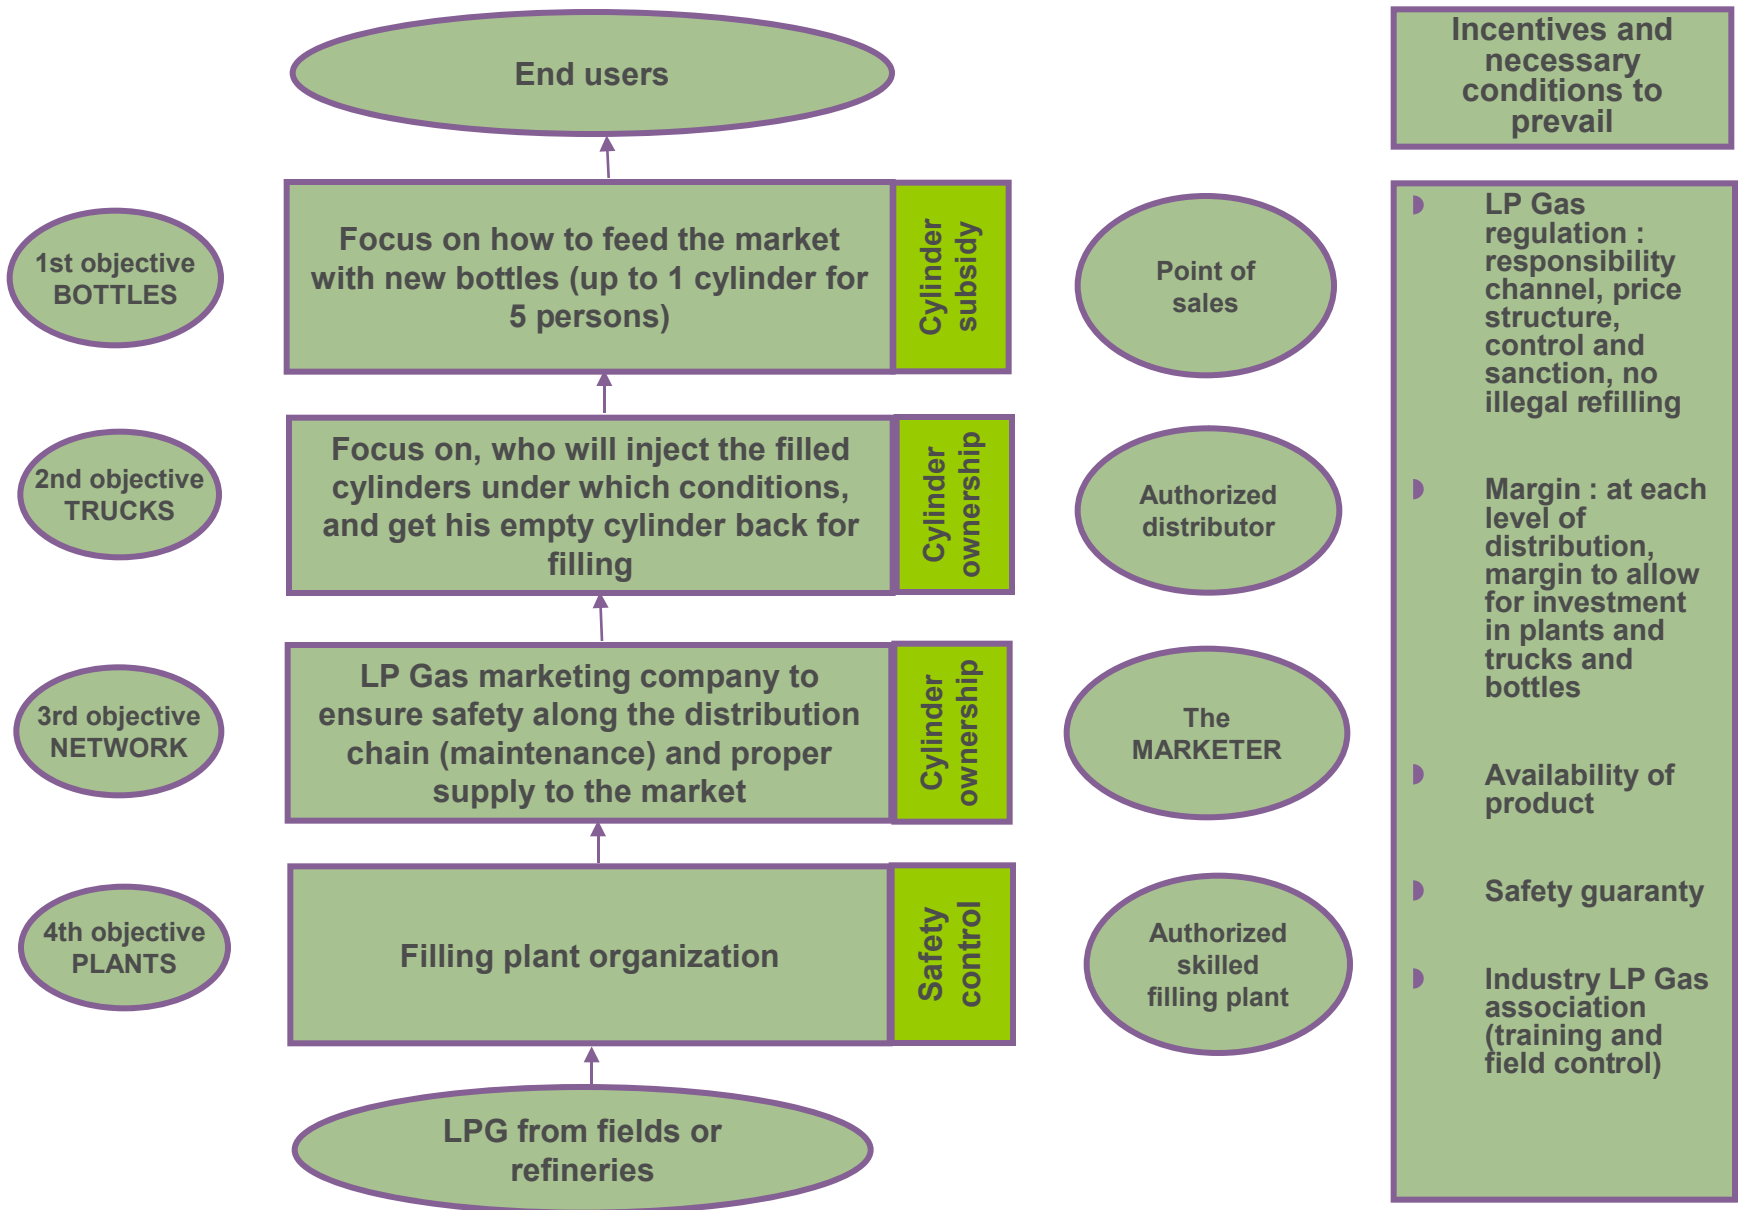 End users
Incentives and
necessary
conditions to
prevail
1st objective
BOTTLES
Focus on how to feed the market
with new bottles (up to 1 cylinder for
5 persons)
Cylinder
subsidy
Point of
sales
2nd objective
TRUCKS
Focus on, who will inject the filled
cylinders under which conditions,
and get his empty cylinder back for
filling
Cylinder
ownership
Authorized
distributor
3rd objective
NETWORK
LP Gas marketing company to
ensure safety along the distribution
chain (maintenance) and proper
supply to the market
Cylinder
ownership
The
MARKETER
4th objective
PLANTS
Filling plant organization
Safety
control
Authorized
skilled
filling plant
LPG from fields or
refineries
LP Gas
regulation :
responsibility
channel, price
structure,
control and
sanction, no
illegal refilling
Margin : at each
level of
distribution,
margin to allow
for investment
in plants and
trucks and
bottles
Availability of
product
Safety guaranty
Industry LP Gas
association
(training and
field control)